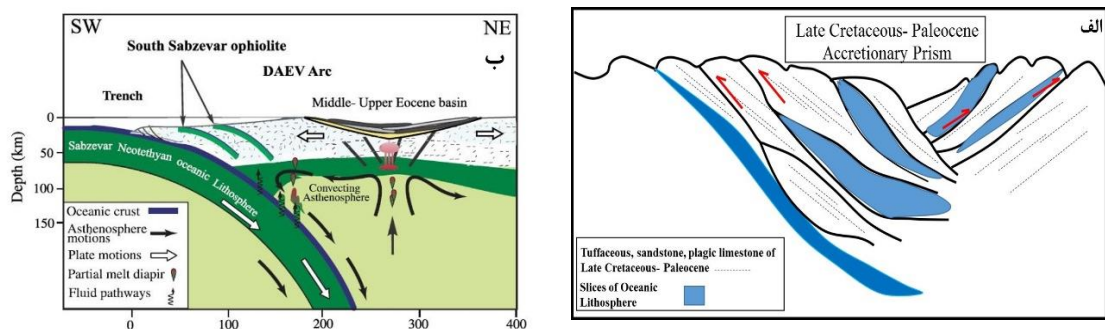 SW
NE
South Sabzevar ophiolite
ب
DAEV Arc
Trench
Middle- Upper Eocene basin
0
50
100
150
Depth (km)
Sabzevar Neotethyan oceanic Lithosphere
Convecting
Asthenosphere
Oceanic crust
Asthenosphere
motions
Plate motions
Partial melt diapir
Fluid pathways
0
100
200
300
400
الف
Late Cretaceous- Paleocene
Accretionary Prism
Tuffaceous, sandstone, plagic limestone of
Late Cretaceous- Paleocene
Slices of Oceanic
Lithosphere